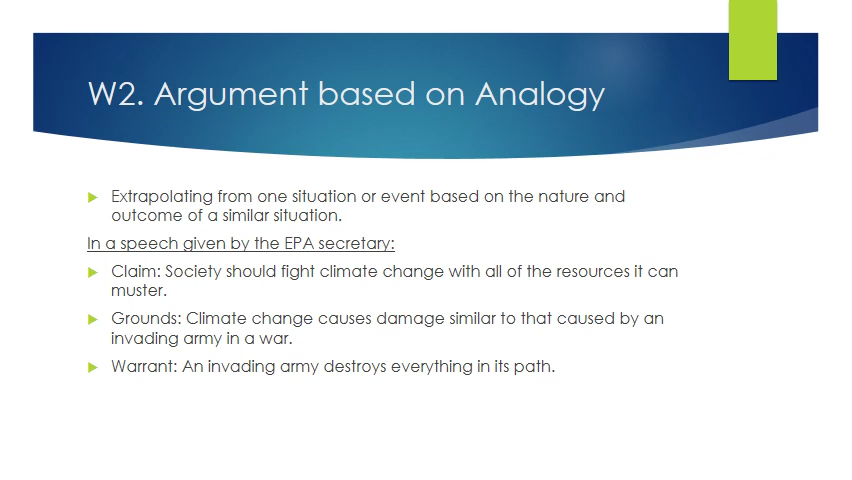 W2. Argument based on Analogy
Extrapolating from one situation or event based on the nature and
outcome of a similar situation.
In a speech given by the EPA secretary:
Claim: Society should fight climate change with all of the resources it can
muster.
Grounds: Climate change causes damage similar to that caused by an
invading army in a war.
Warrant: An invading army destroys everything in its path.